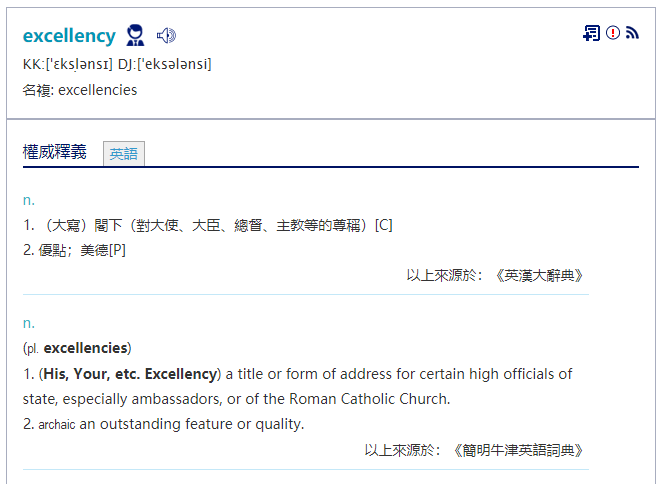 excellency
KK:[ˋɛksḷənsɪ] DJ:[ˋeksələnsi]
名複: excellencies
權威釋義 英語
n.
1. （大寫）閣下（對大使、大臣、總督、主教等的尊稱）[C]
2. 優點；美德[P]
以上來源於：《英漢大辭典》
n.
(pl. excellencies)
1. (His, Your, etc. Excellency) a title or form of address for certain high officials of
state, especially ambassadors, or of the Roman Catholic Church.
2. archaic an outstanding feature or quality.
以上來源於：《簡明牛津英語詞典》